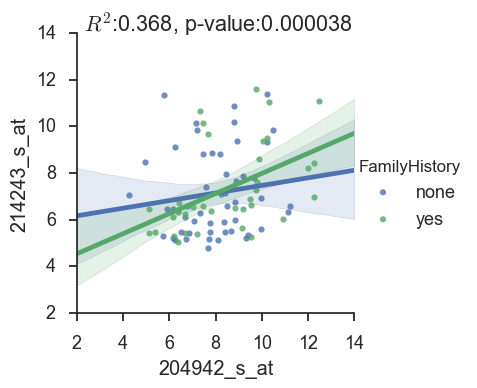 R²:0.368, p-value:0.000038
14
12
10
8
6
4
2
214243_s_at
2 4 6 8 10 12 14
204942_s_at
FamilyHistory
none
yes